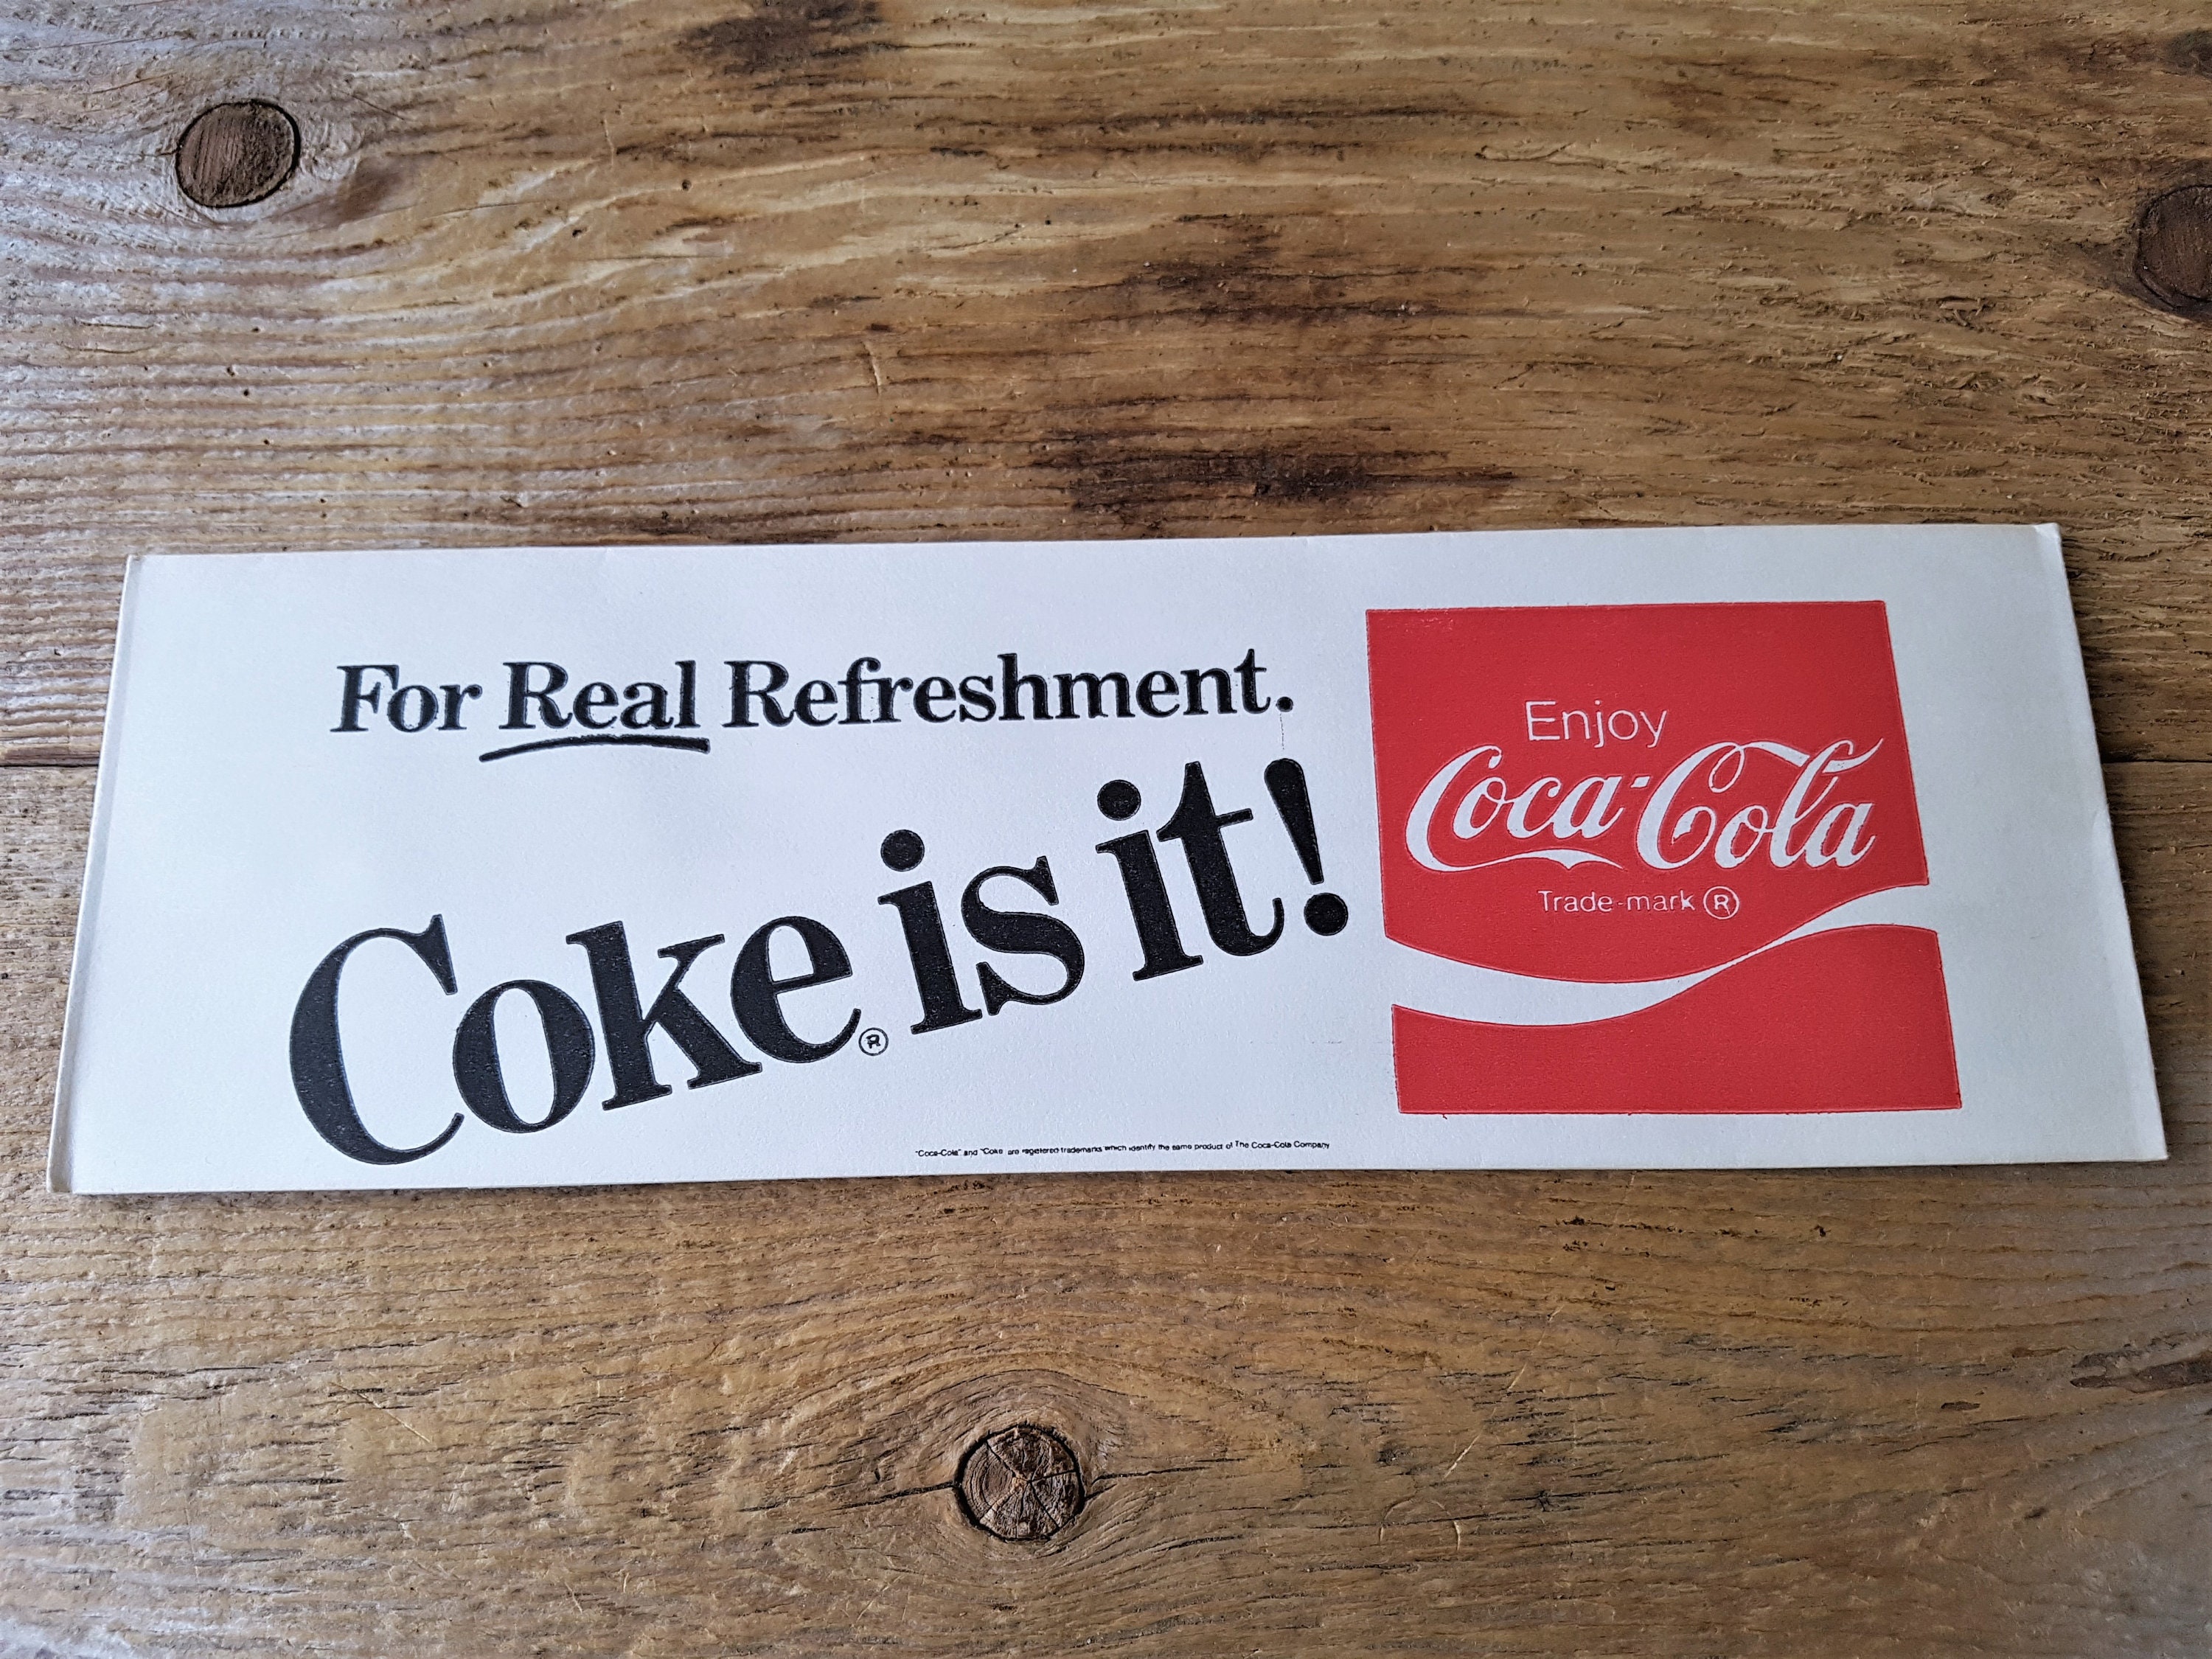 For Real Refreshment.
Coke® is it!
Enjoy
Coca-Cola
Trade-mark ®
"Coca-Cola" and "Coke" are registered trademarks which identify the same product of The Coca-Cola Company